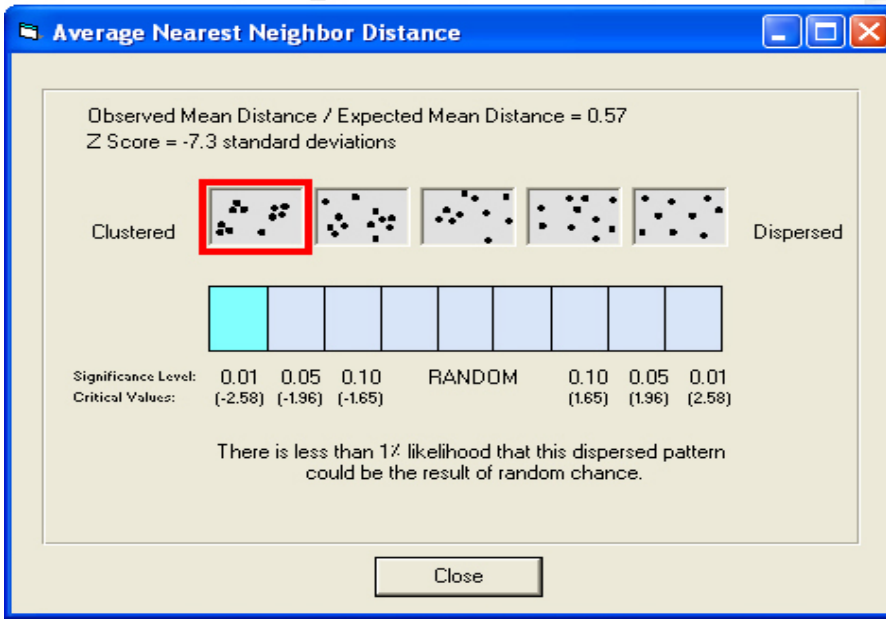 Average Nearest Neighbor Distance
Observed Mean Distance / Expected Mean Distance = 0.57
Z Score = -7.3 standard deviations
Clustered Dispersed
Significance Level: 0.01 0.05 0.10 RANDOM 0.10 0.05 0.01
Critical Values: (-2.58) (-1.96) (-1.65) (1.65) (1.96) (2.58)
There is less than 1% likelihood that this dispersed pattern
could be the result of random chance.
Close